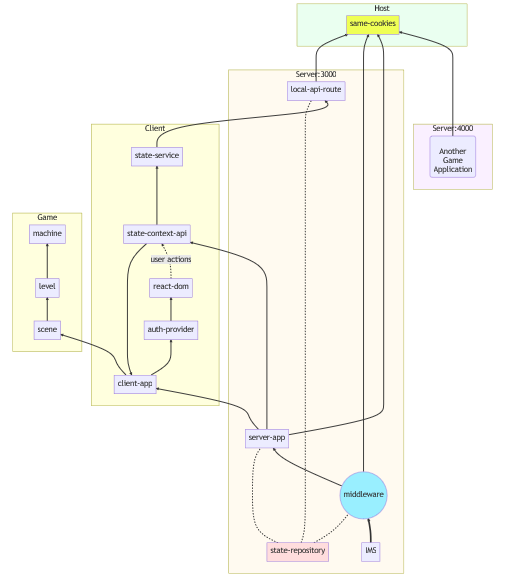 Host
same-cookies
Server:3000
local-api-route
Client
state-service
Server:4000
Another
Game
Application
Game
machine
state-context-api
user actions
level
react-dom
scene
auth-provider
client-app
server-app
middleware
state-repository
IMS